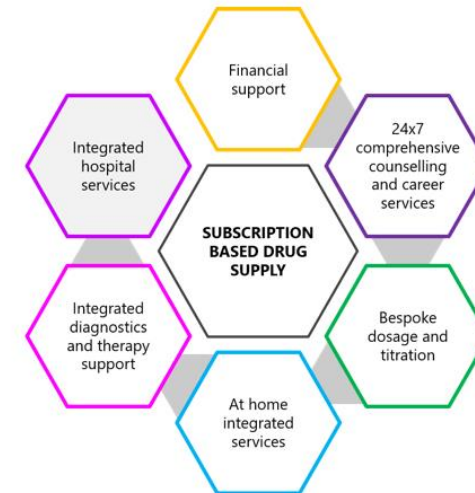 Financial
support
24x7
comprehensive
counselling
and career
services
Bespoke
dosage and
titration
At home
integrated
services
Integrated
diagnostics
and therapy
support
Integrated
hospital
services
SUBSCRIPTION
BASED DRUG
SUPPLY